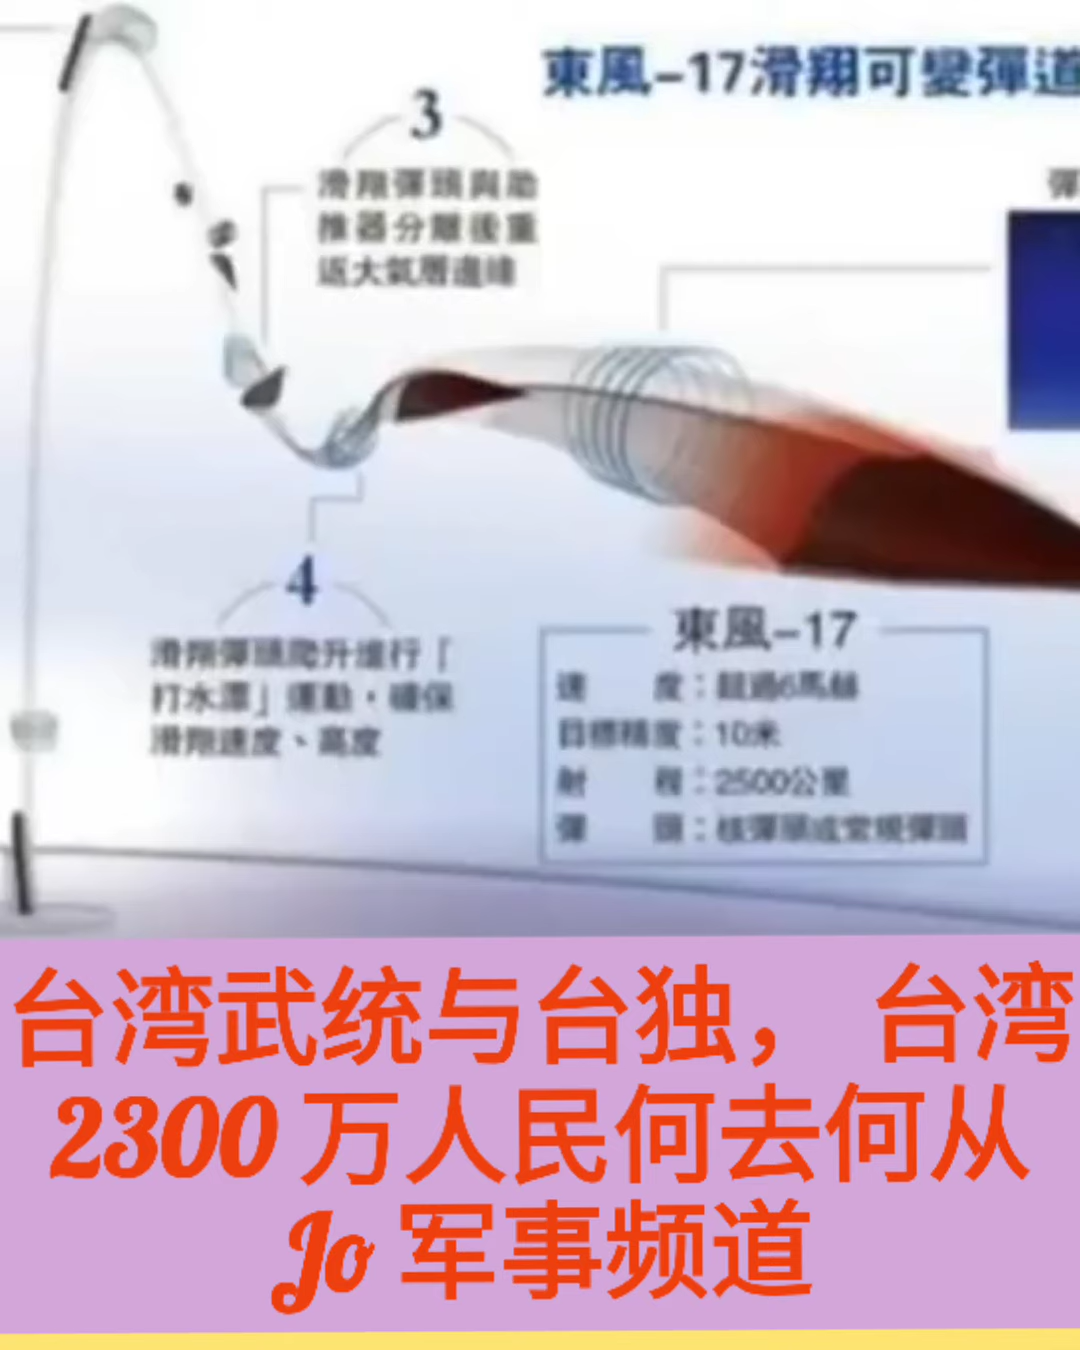 東風-17滑翔可變彈道
3
滑翔彈頭與助
推器分離後重
返大氣層邊緣
彈
4
滑翔彈頭爬升進行「
打水漂」運動,確保
滑翔速度、高度
東風-17
速 度:超過6馬赫
目標精度:10米
射 程:2500公里
彈 頭:核彈頭或常規彈頭
台湾武统与台独, 台湾
2300万人民何去何从
Jo 军事频道